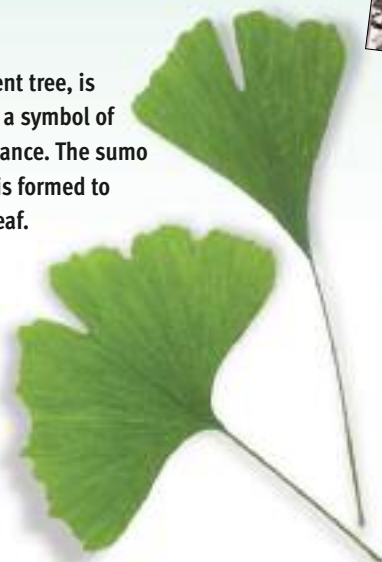 ent tree, is
a symbol of
ance. The sumo
is formed to
eaf.